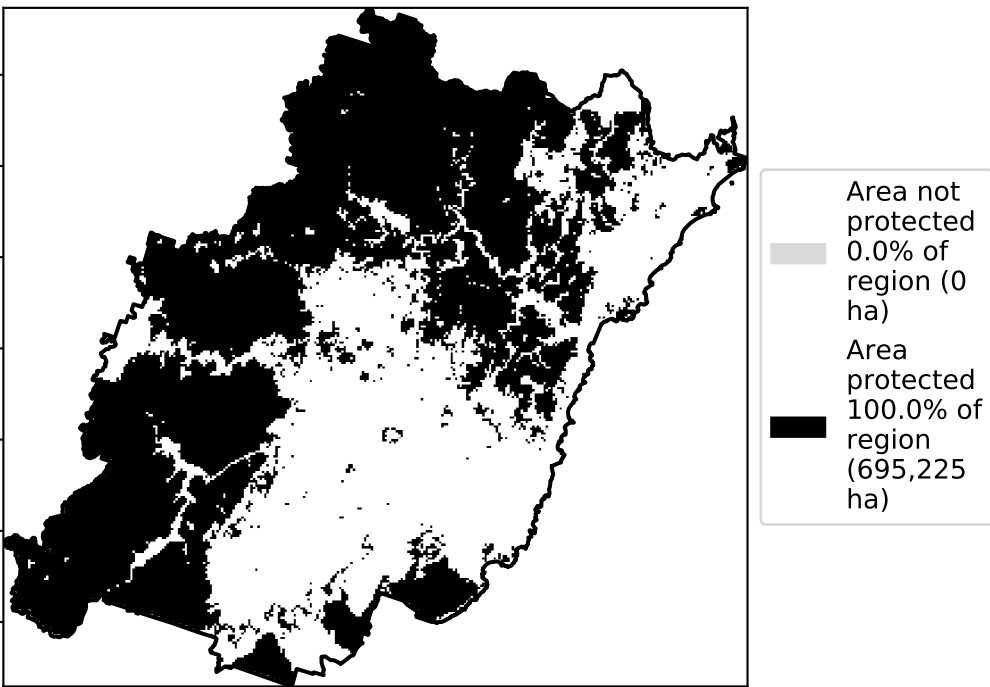 Area not
protected
0.0% of
region (0
ha)
Area
protected
100.0% of
region
(695,225
ha)